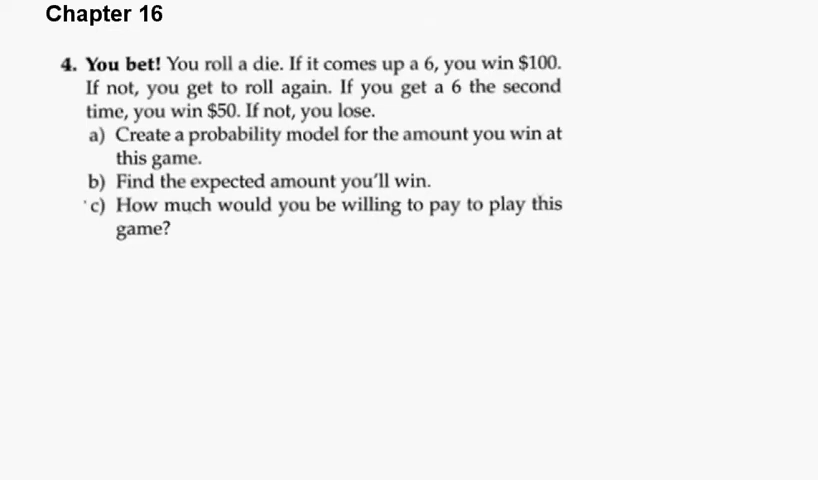 Chapter 16
4. You bet! You roll a die. If it comes up a 6, you win $100.
If not, you get to roll again. If you get a 6 the second
time, you win $50. If not, you lose.
a) Create a probability model for the amount you win at
this game.
b) Find the expected amount you'll win.
c) How much would you be willing to pay to play this
game?